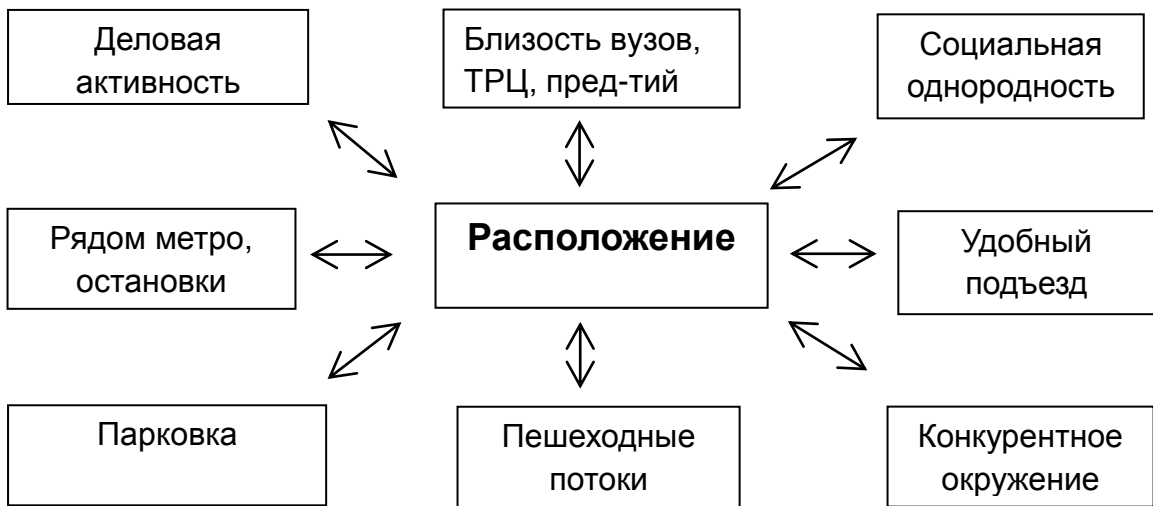 Деловая
активность
Близость вузов,
ТРЦ, пред-тий
Социальная
однородность
Рядом метро,
остановки
Расположение
Удобный
подъезд
Парковка
Пешеходные
потоки
Конкурентное
окружение